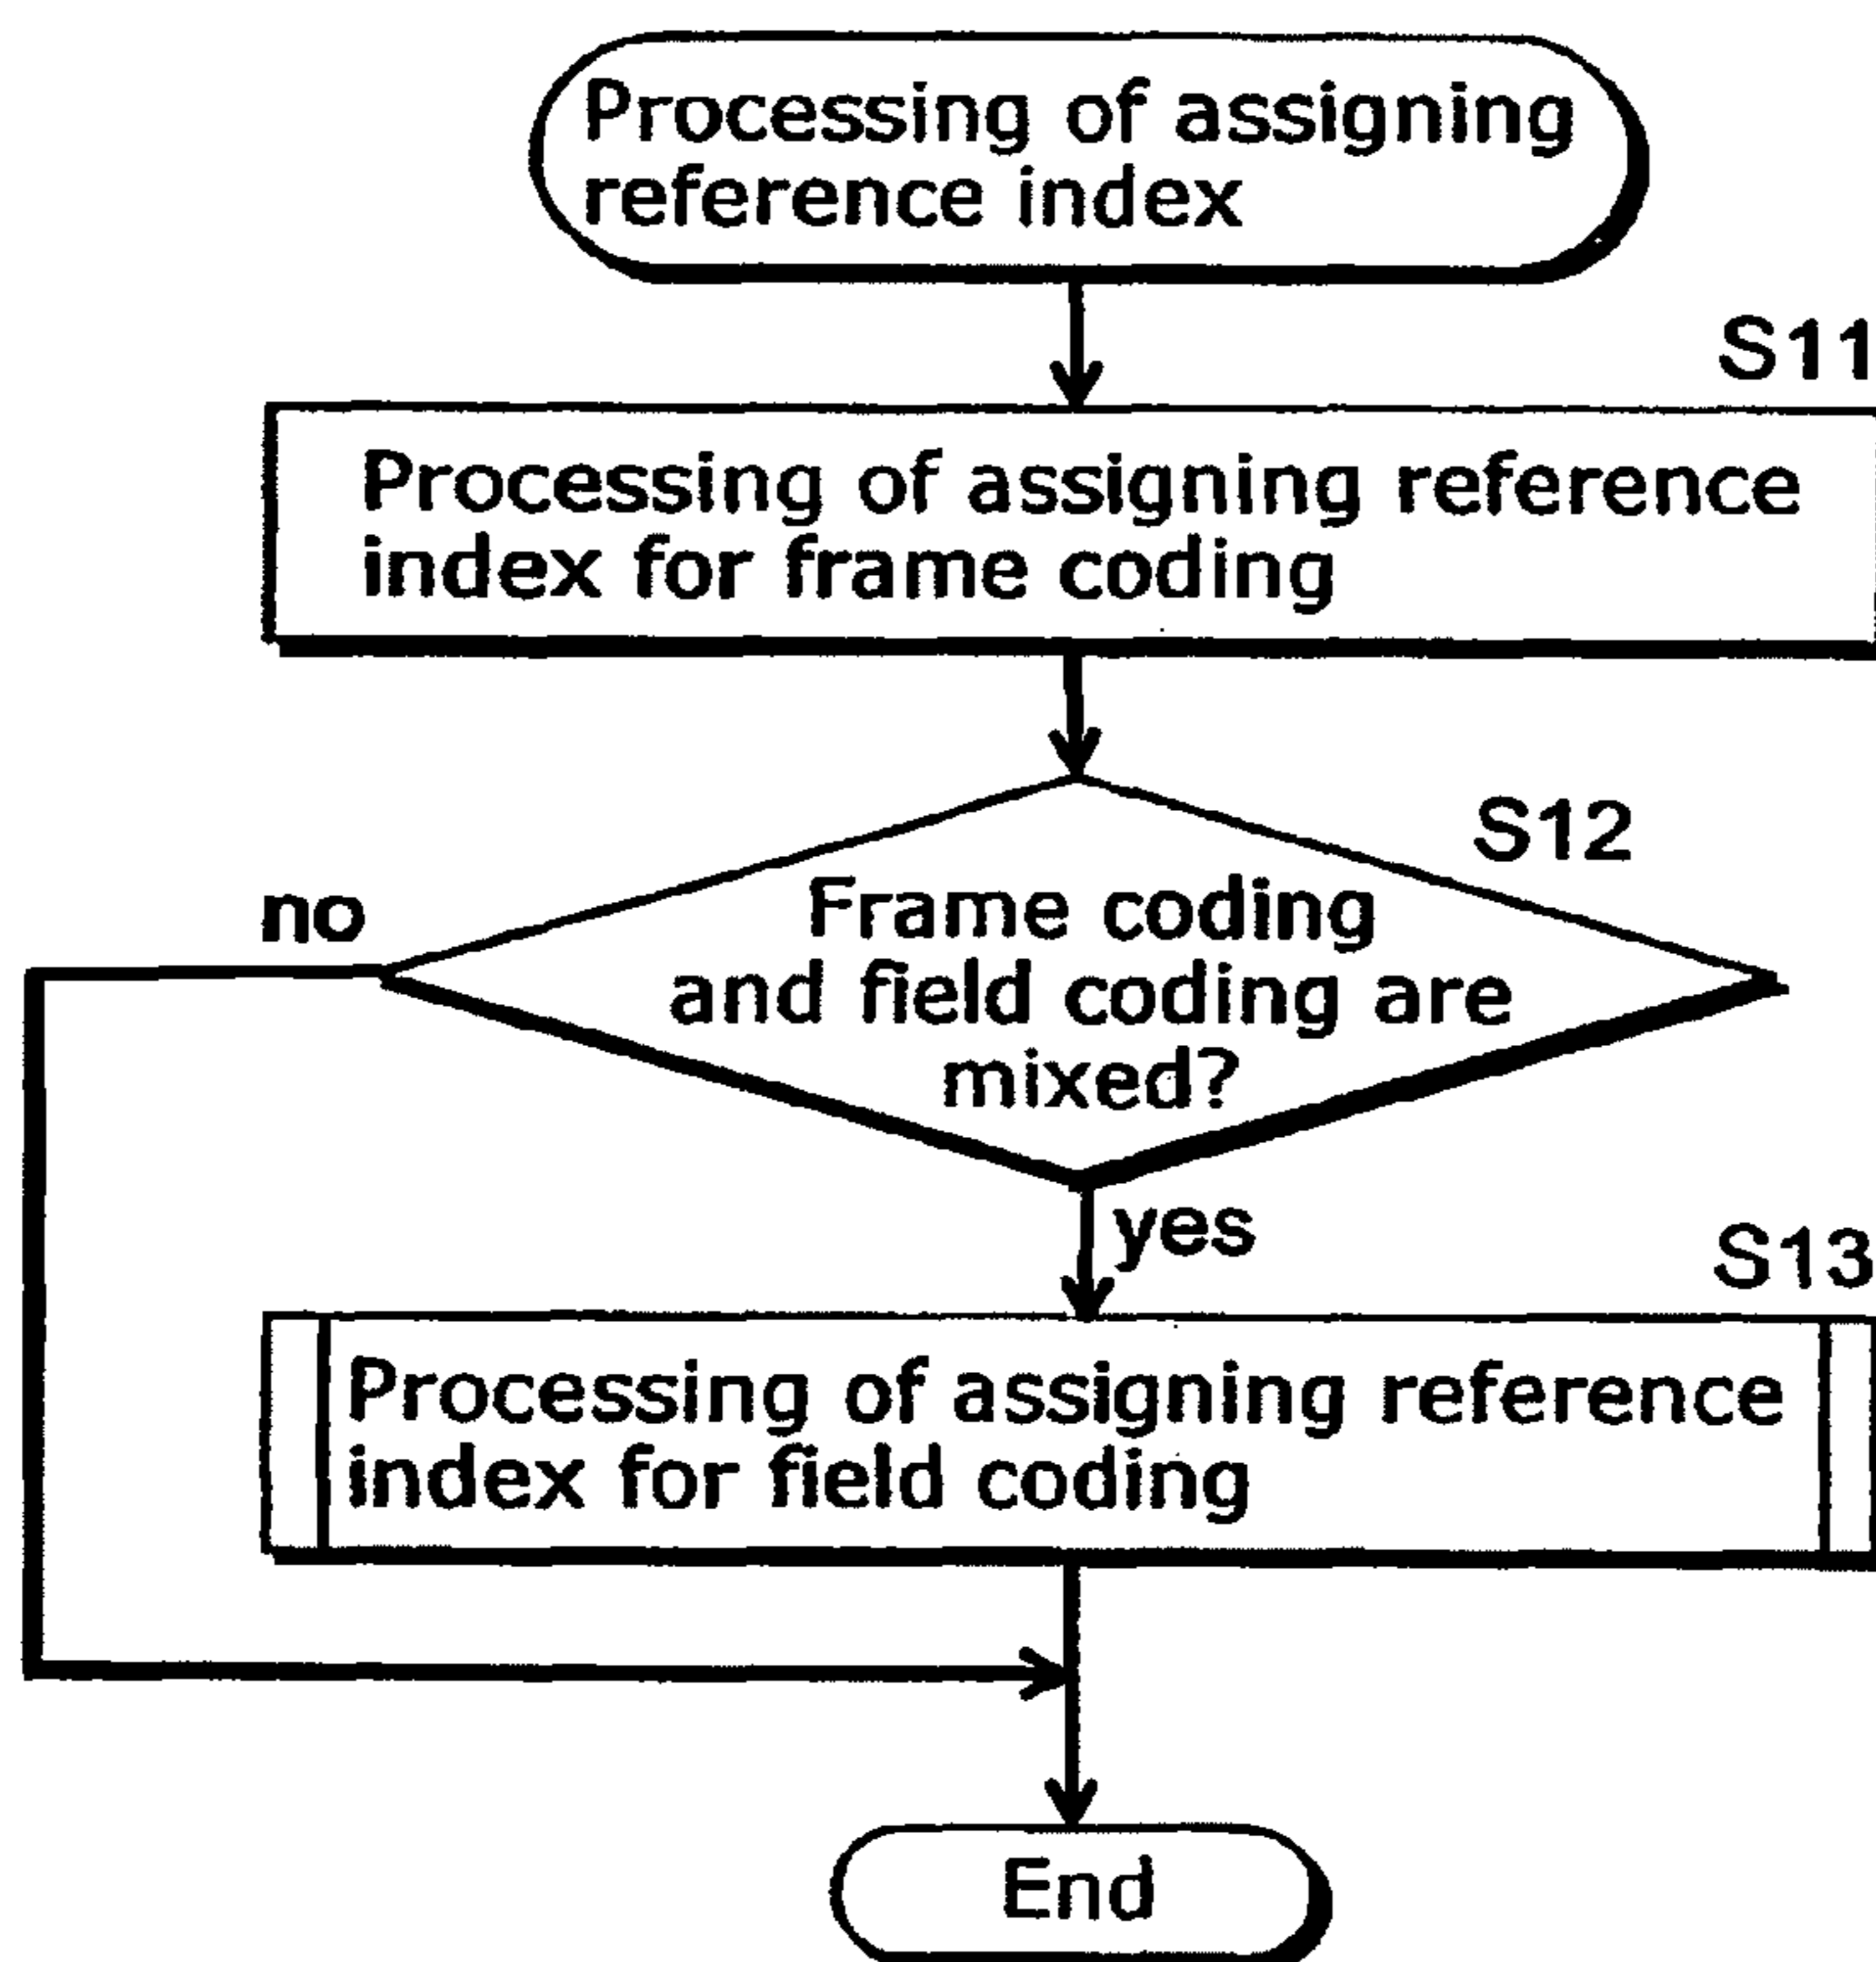 Processing of assigning
reference index
S11
Processing of assigning reference
index for frame coding
S12
no
Frame coding
and field coding are
mixed?
yes
S13
Processing of assigning reference
index for field coding
End